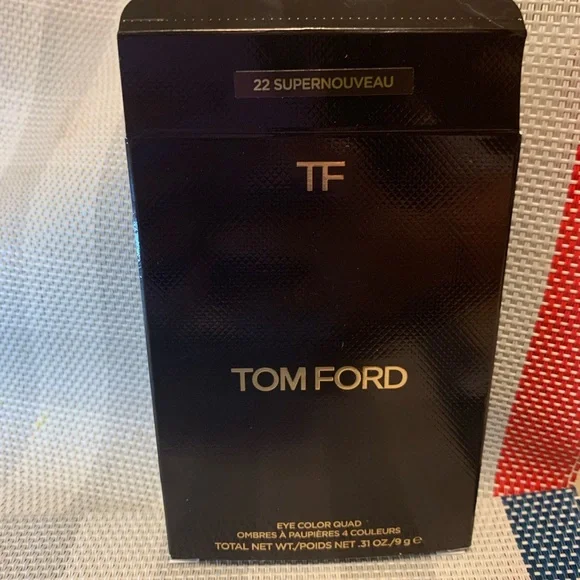 22 SUPERNOUVEAU
TF
TOM FORD
EYE COLOR QUAD
OMBRES À PAUPIÈRES 4 COULEURS
TOTAL NET WT./POIDS NET .31 OZ./9 g ℮